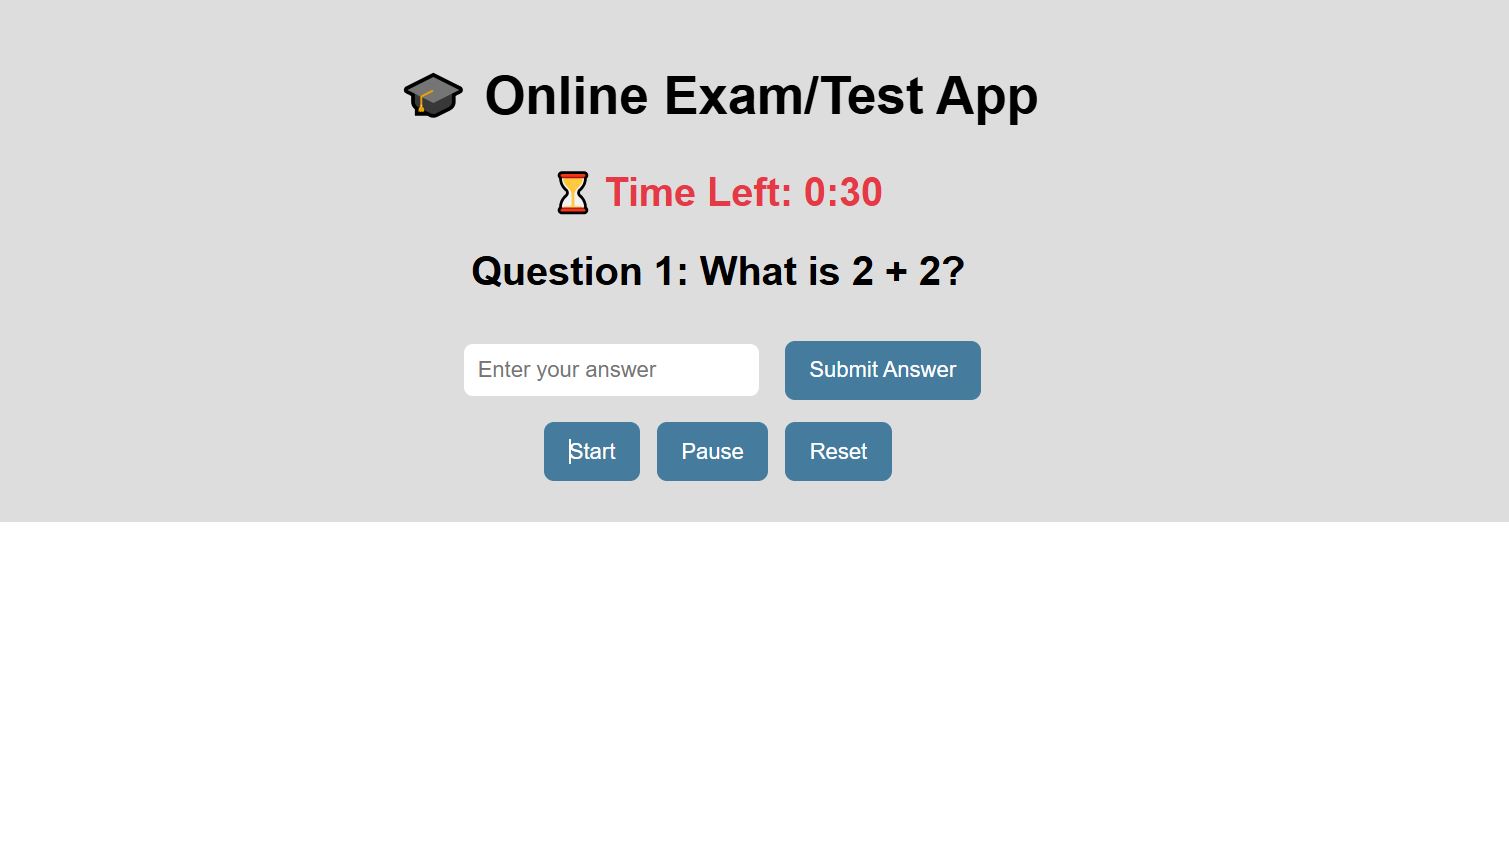 🎓 Online Exam/Test App
⏳ Time Left: 0:30
Question 1: What is 2 + 2?
Enter your answer Submit Answer
Start Pause Reset